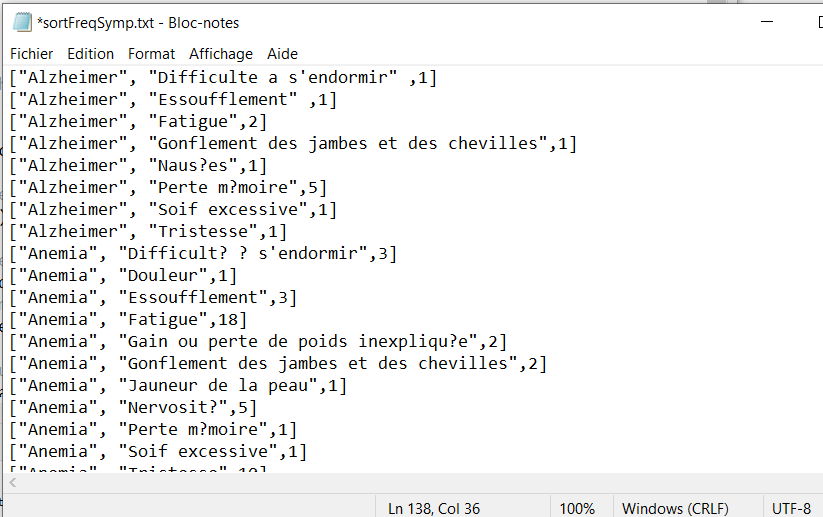 *sortFreqSymp.txt - Bloc-notes
Fichier Edition Format Affichage Aide
["Alzheimer", "Difficulte a s'endormir" ,1]
["Alzheimer", "Essoufflement" ,1]
["Alzheimer", "Fatigue",2]
["Alzheimer", "Gonflement des jambes et des chevilles",1]
["Alzheimer", "Naus?es",1]
["Alzheimer", "Perte m?moire",5]
["Alzheimer", "Soif excessive",1]
["Alzheimer", "Tristesse",1]
["Anemia", "Difficult? ? s'endormir",3]
["Anemia", "Douleur",1]
["Anemia", "Essoufflement",3]
["Anemia", "Fatigue",18]
["Anemia", "Gain ou perte de poids inexpliqu?e",2]
["Anemia", "Gonflement des jambes et des chevilles",2]
["Anemia", "Jauneur de la peau",1]
["Anemia", "Nervosit?",5]
["Anemia", "Perte m?moire",1]
["Anemia", "Soif excessive",1]
["Anemia", "Tristesse",10]
Ln 138, Col 36 100% Windows (CRLF) UTF-8